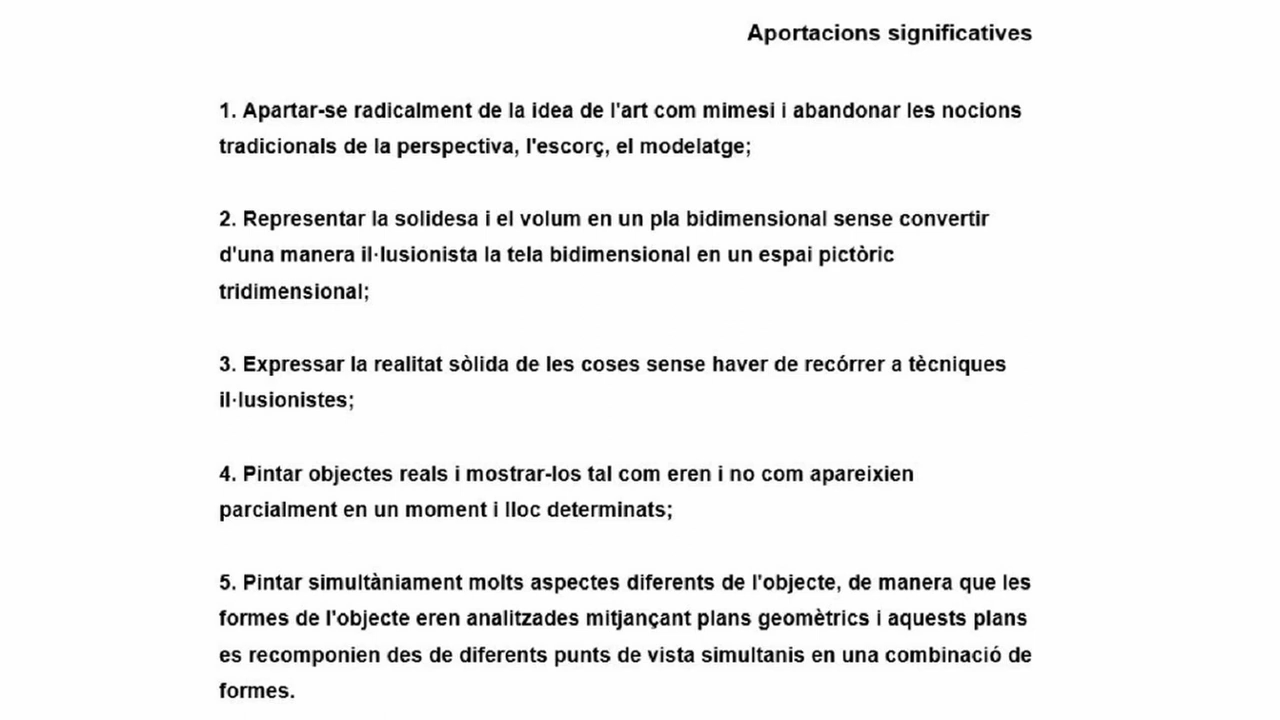 Aportacions significatives
1. Apartar-se radicalment de la idea de l'art com mimesi i abandonar les nocions
tradicionals de la perspectiva, l'escorç, el modelatge;
2. Representar la solidesa i el volum en un pla bidimensional sense convertir
d'una manera il·lusionista la tela bidimensional en un espai pictòric
tridimensional;
3. Expressar la realitat sòlida de les coses sense haver de recórrer a tècniques
il·lusionistes;
4. Pintar objectes reals i mostrar-los tal com eren i no com apareixien
parcialment en un moment i lloc determinats;
5. Pintar simultàniament molts aspectes diferents de l'objecte, de manera que les
formes de l'objecte eren analitzades mitjançant plans geomètrics i aquests plans
es recomponien des de diferents punts de vista simultanis en una combinació de
formes.